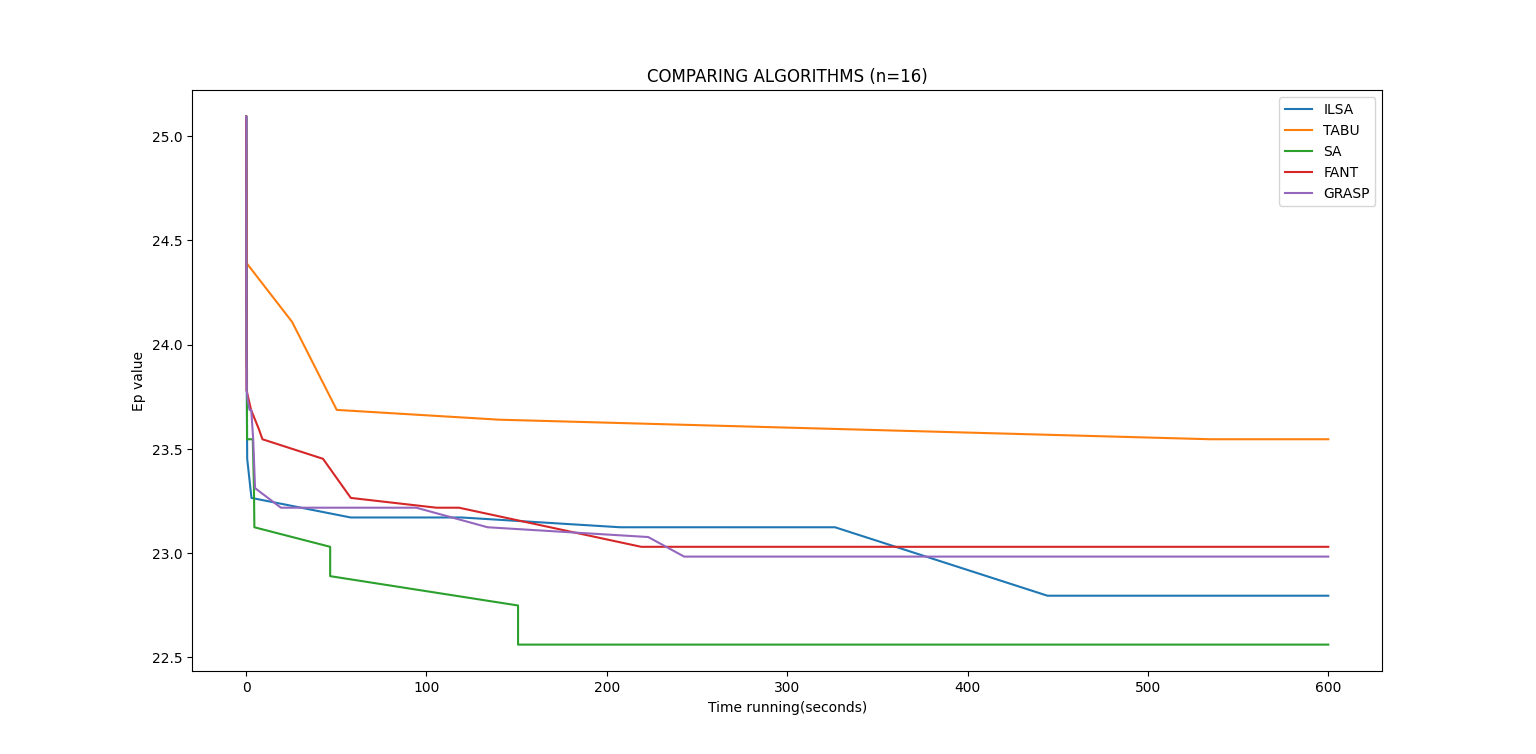 COMPARING ALGORITHMS (n=16)
ILSA
TABU
SA
FANT
GRASP
Ep value
25.0
24.5
24.0
23.5
23.0
22.5
0 100 200 300 400 500 600
Time running(seconds)